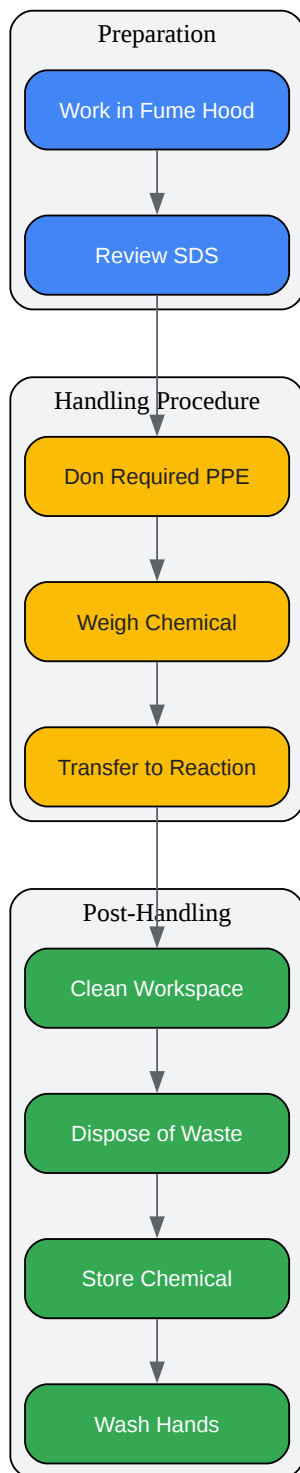 Preparation
Work in Fume Hood
Review SDS
Handling Procedure
Don Required PPE
Weigh Chemical
Transfer to Reaction
Post-Handling
Clean Workspace
Dispose of Waste
Store Chemical
Wash Hands